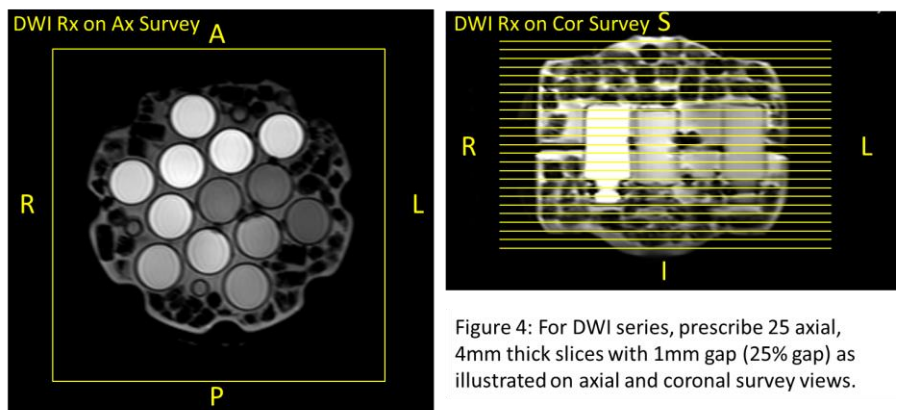 DWI Rx on Ax Survey
A
R
L
P
DWI Rx on Cor Survey
S
R
L
I
Figure 4: For DWI series, prescribe 25 axial,
4mm thick slices with 1mm gap (25% gap) as
illustrated on axial and coronal survey views.